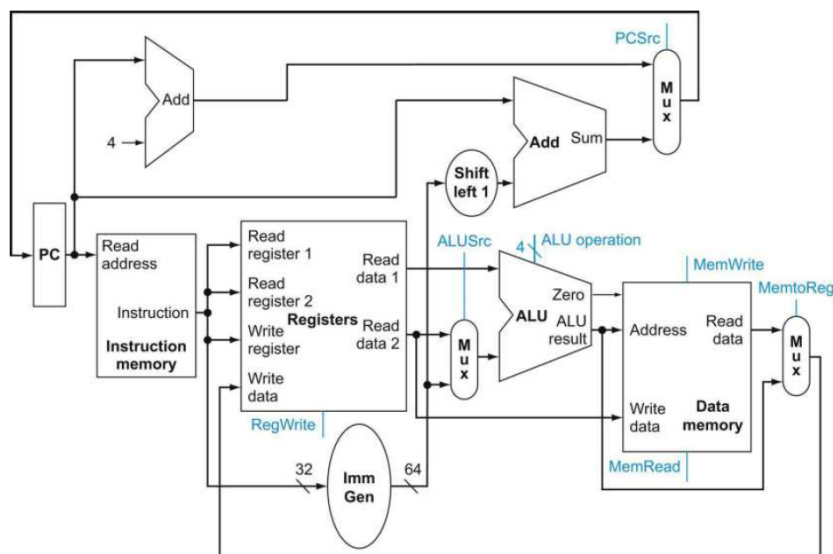 PCSrc
Add
4
M
u
x
Add
Sum
Shift
left 1
PC
Read
address
Instruction
Instruction
memory
Read
register 1
Read
register 2
Write
register
Write
data
Registers
Read
data 1
Read
data 2
RegWrite
ALUSrc
M
u
x
4
ALU operation
Zero
ALU
ALU
result
MemWrite
Address
Read
data
Write
data
Data
memory
MemRead
MemtoReg
M
u
x
32
Imm
Gen
64